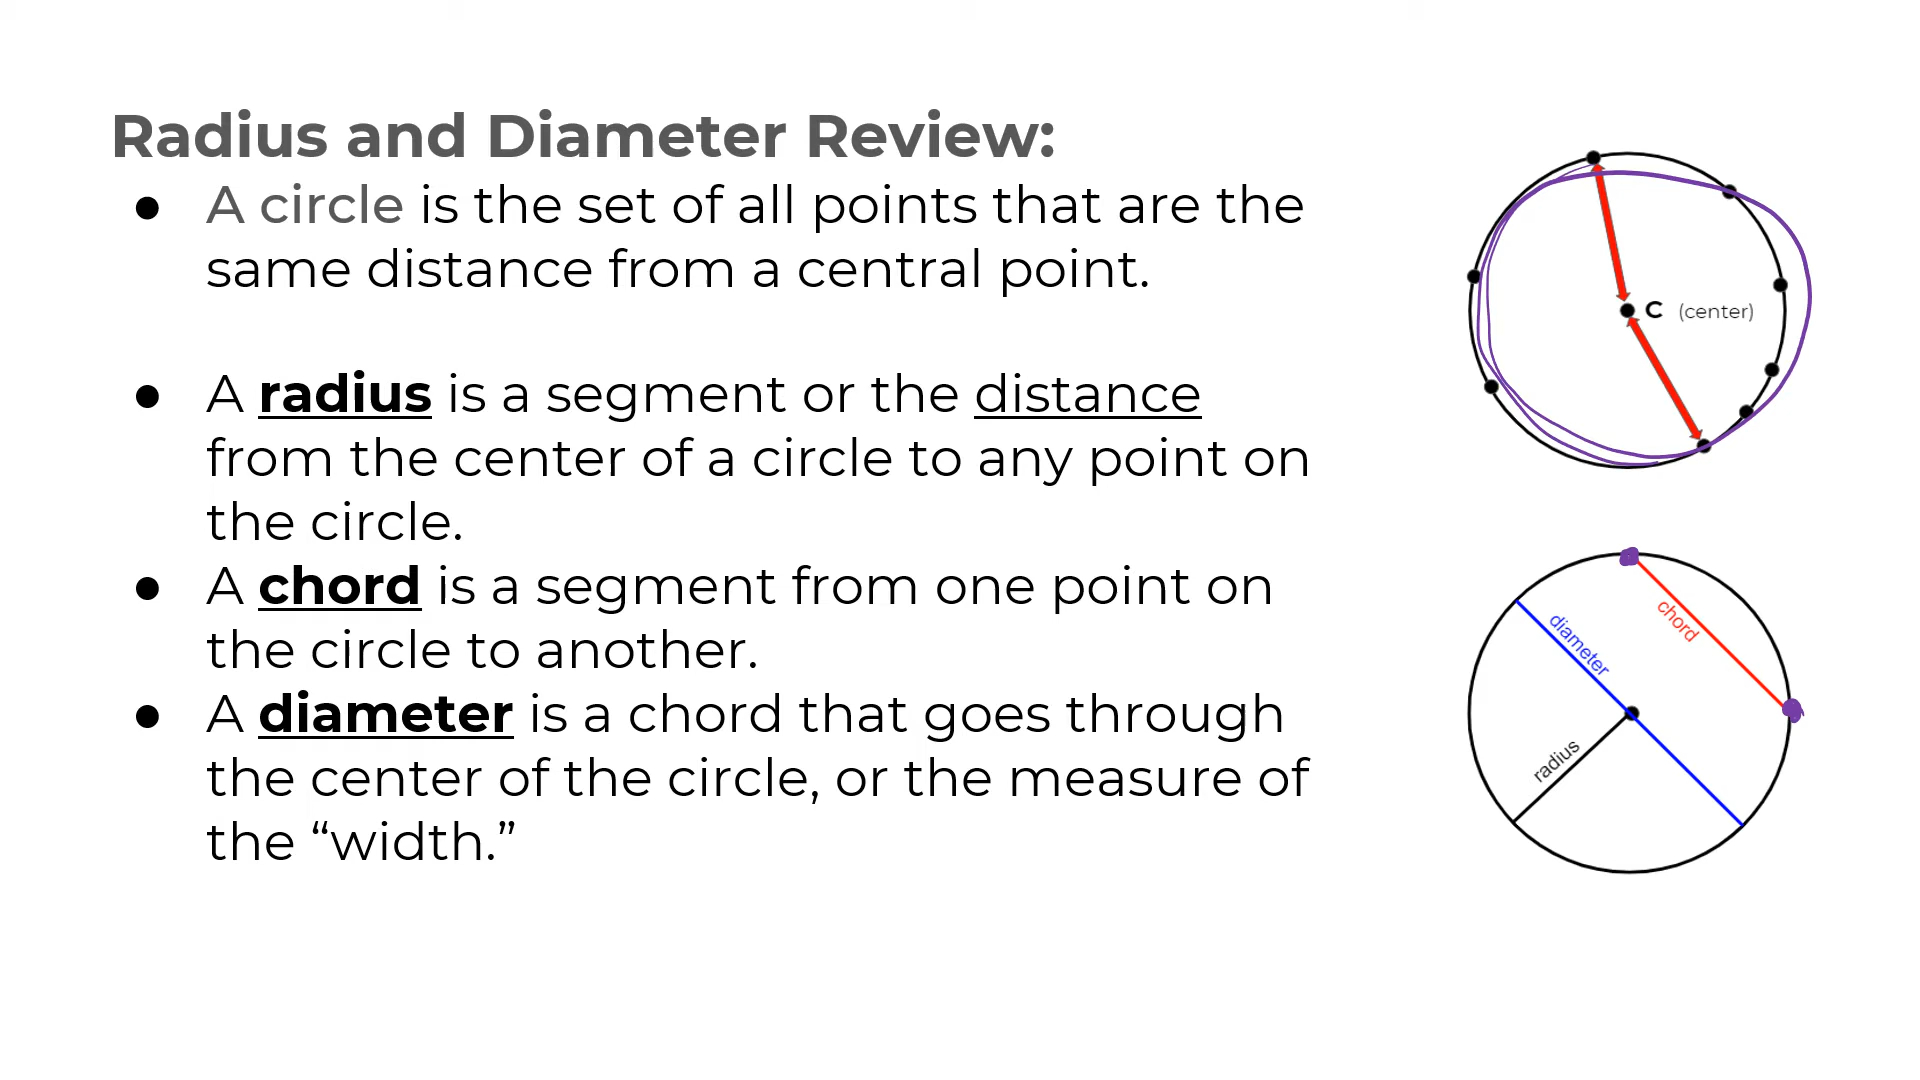 Radius and Diameter Review:
● A circle is the set of all points that are the
same distance from a central point.
● A radius is a segment or the distance
from the center of a circle to any point on
the circle.
● A chord is a segment from one point on
the circle to another.
● A diameter is a chord that goes through
the center of the circle, or the measure of
the “width.”
C (center)
chord
diameter
radius